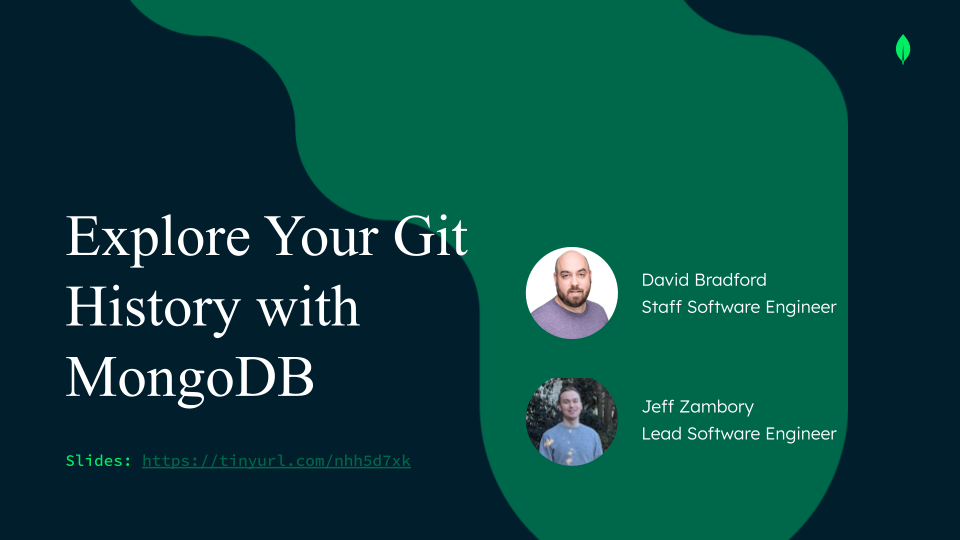 Explore Your Git
History with
MongoDB
Slides: https://tinyurl.com/nhh5d7xk
David Bradford
Staff Software Engineer
Jeff Zambory
Lead Software Engineer